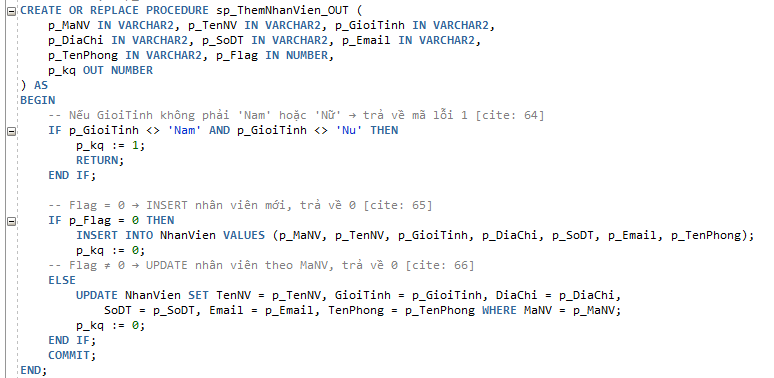 CREATE OR REPLACE PROCEDURE sp_ThemNhanVien_OUT (
    p_MaNV IN VARCHAR2, p_TenNV IN VARCHAR2, p_GioiTinh IN VARCHAR2,
    p_DiaChi IN VARCHAR2, p_SoDT IN VARCHAR2, p_Email IN VARCHAR2,
    p_TenPhong IN VARCHAR2, p_Flag IN NUMBER,
    p_kq OUT NUMBER
) AS
BEGIN
    -- Nếu GioiTinh không phải 'Nam' hoặc 'Nữ' → trả về mã lỗi 1 [cite: 64]
    IF p_GioiTinh <> 'Nam' AND p_GioiTinh <> 'Nu' THEN
        p_kq := 1;
        RETURN;
    END IF;
    -- Flag = 0 → INSERT nhân viên mới, trả về 0 [cite: 65]
    IF p_Flag = 0 THEN
        INSERT INTO NhanVien VALUES (p_MaNV, p_TenNV, p_GioiTinh, p_DiaChi, p_SoDT, p_Email, p_TenPhong);
        p_kq := 0;
    -- Flag ≠ 0 → UPDATE nhân viên theo MaNV, trả về 0 [cite: 66]
    ELSE
        UPDATE NhanVien SET TenNV = p_TenNV, GioiTinh = p_GioiTinh, DiaChi = p_DiaChi,
            SoDT = p_SoDT, Email = p_Email, TenPhong = p_TenPhong WHERE MaNV = p_MaNV;
        p_kq := 0;
    END IF;
    COMMIT;
END;